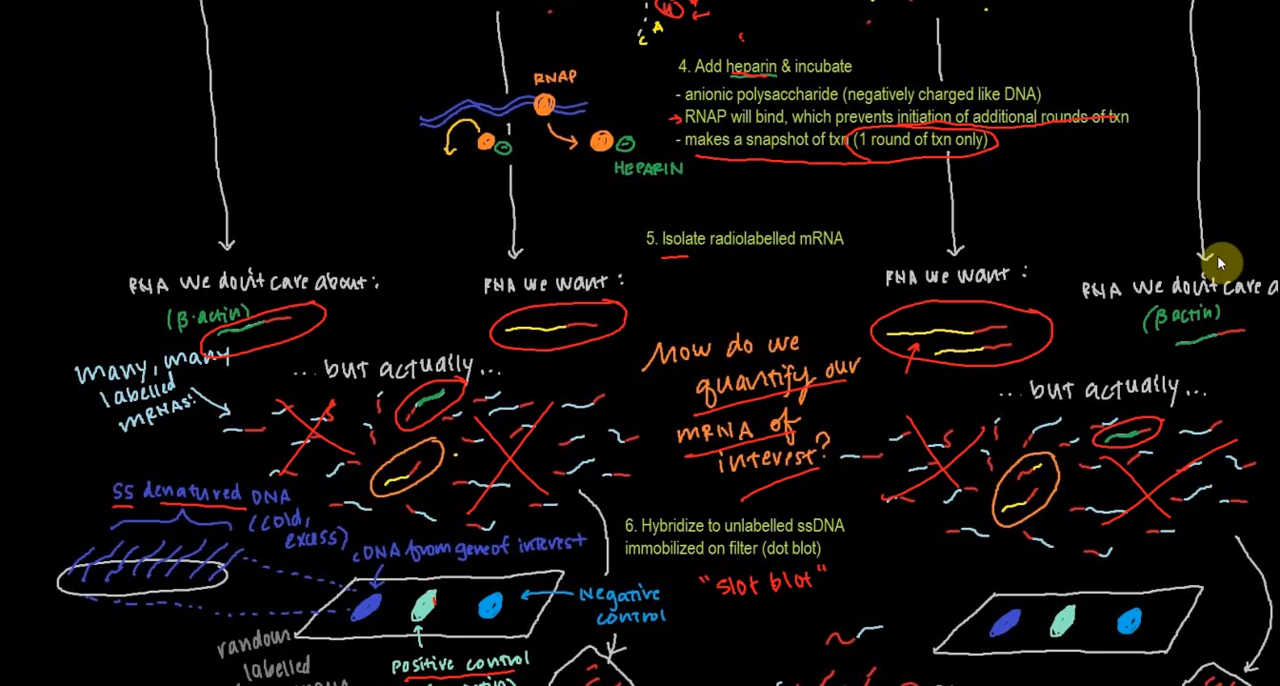 C A
RNAP
HEPARIN
4. Add heparin & incubate
- anionic polysaccharide (negatively charged like DNA)
- RNAP will bind, which prevents initiation of additional rounds of txn
- makes a snapshot of txn (1 round of txn only)
5. Isolate radiolabelled mRNA
RNA we don't care about:
(β-actin)
RNA we want:
RNA we want:
RNA we don't care a
(β actin)
many, many
labelled
mRNAs:
...but actually...
How do we
quantify our
mRNA of
interest?
...but actually...
SS denatured DNA
(cold,
excess)
cDNA from gene of interest
6. Hybridize to unlabelled ssDNA
immobilized on filter (dot blot)
"slot blot"
Negative
control
random
labelled
Positive control